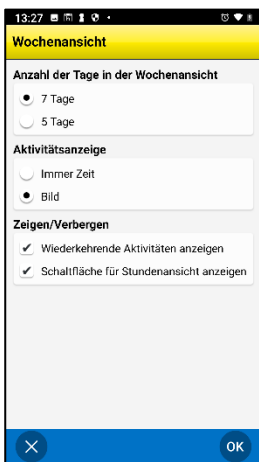 13:27
Wochenansicht
Anzahl der Tage in der Wochenansicht
7 Tage
5 Tage
Aktivitätsanzeige
Immer Zeit
Bild
Zeigen/Verbergen
Wiederkehrende Aktivitäten anzeigen
Schaltfläche für Stundenansicht anzeigen
OK